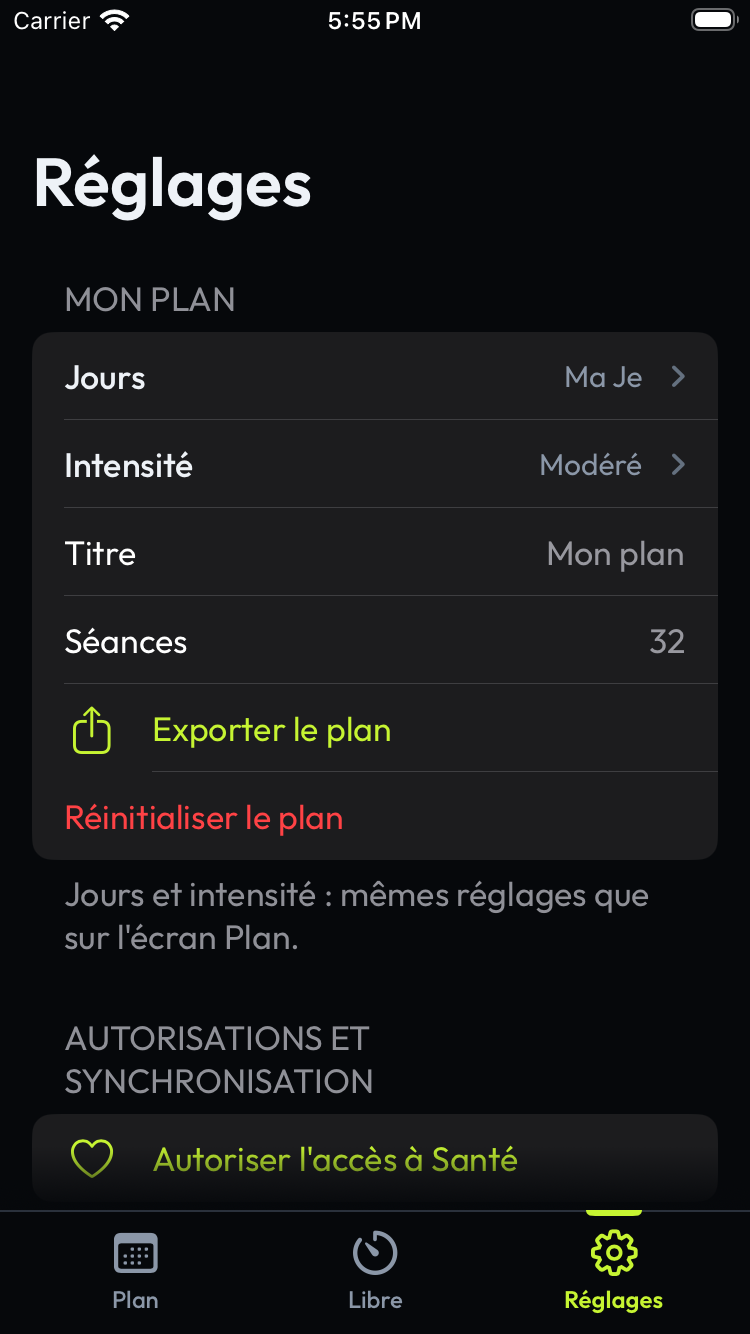 Carrier 5:55 PM
Réglages
MON PLAN
Jours Ma Je
Intensité Modéré
Titre Mon plan
Séances 32
Exporter le plan
Réinitialiser le plan
Jours et intensité : mêmes réglages que
sur l'écran Plan.
AUTORISATIONS ET
SYNCHRONISATION
Autoriser l'accès à Santé
Plan Libre Réglages